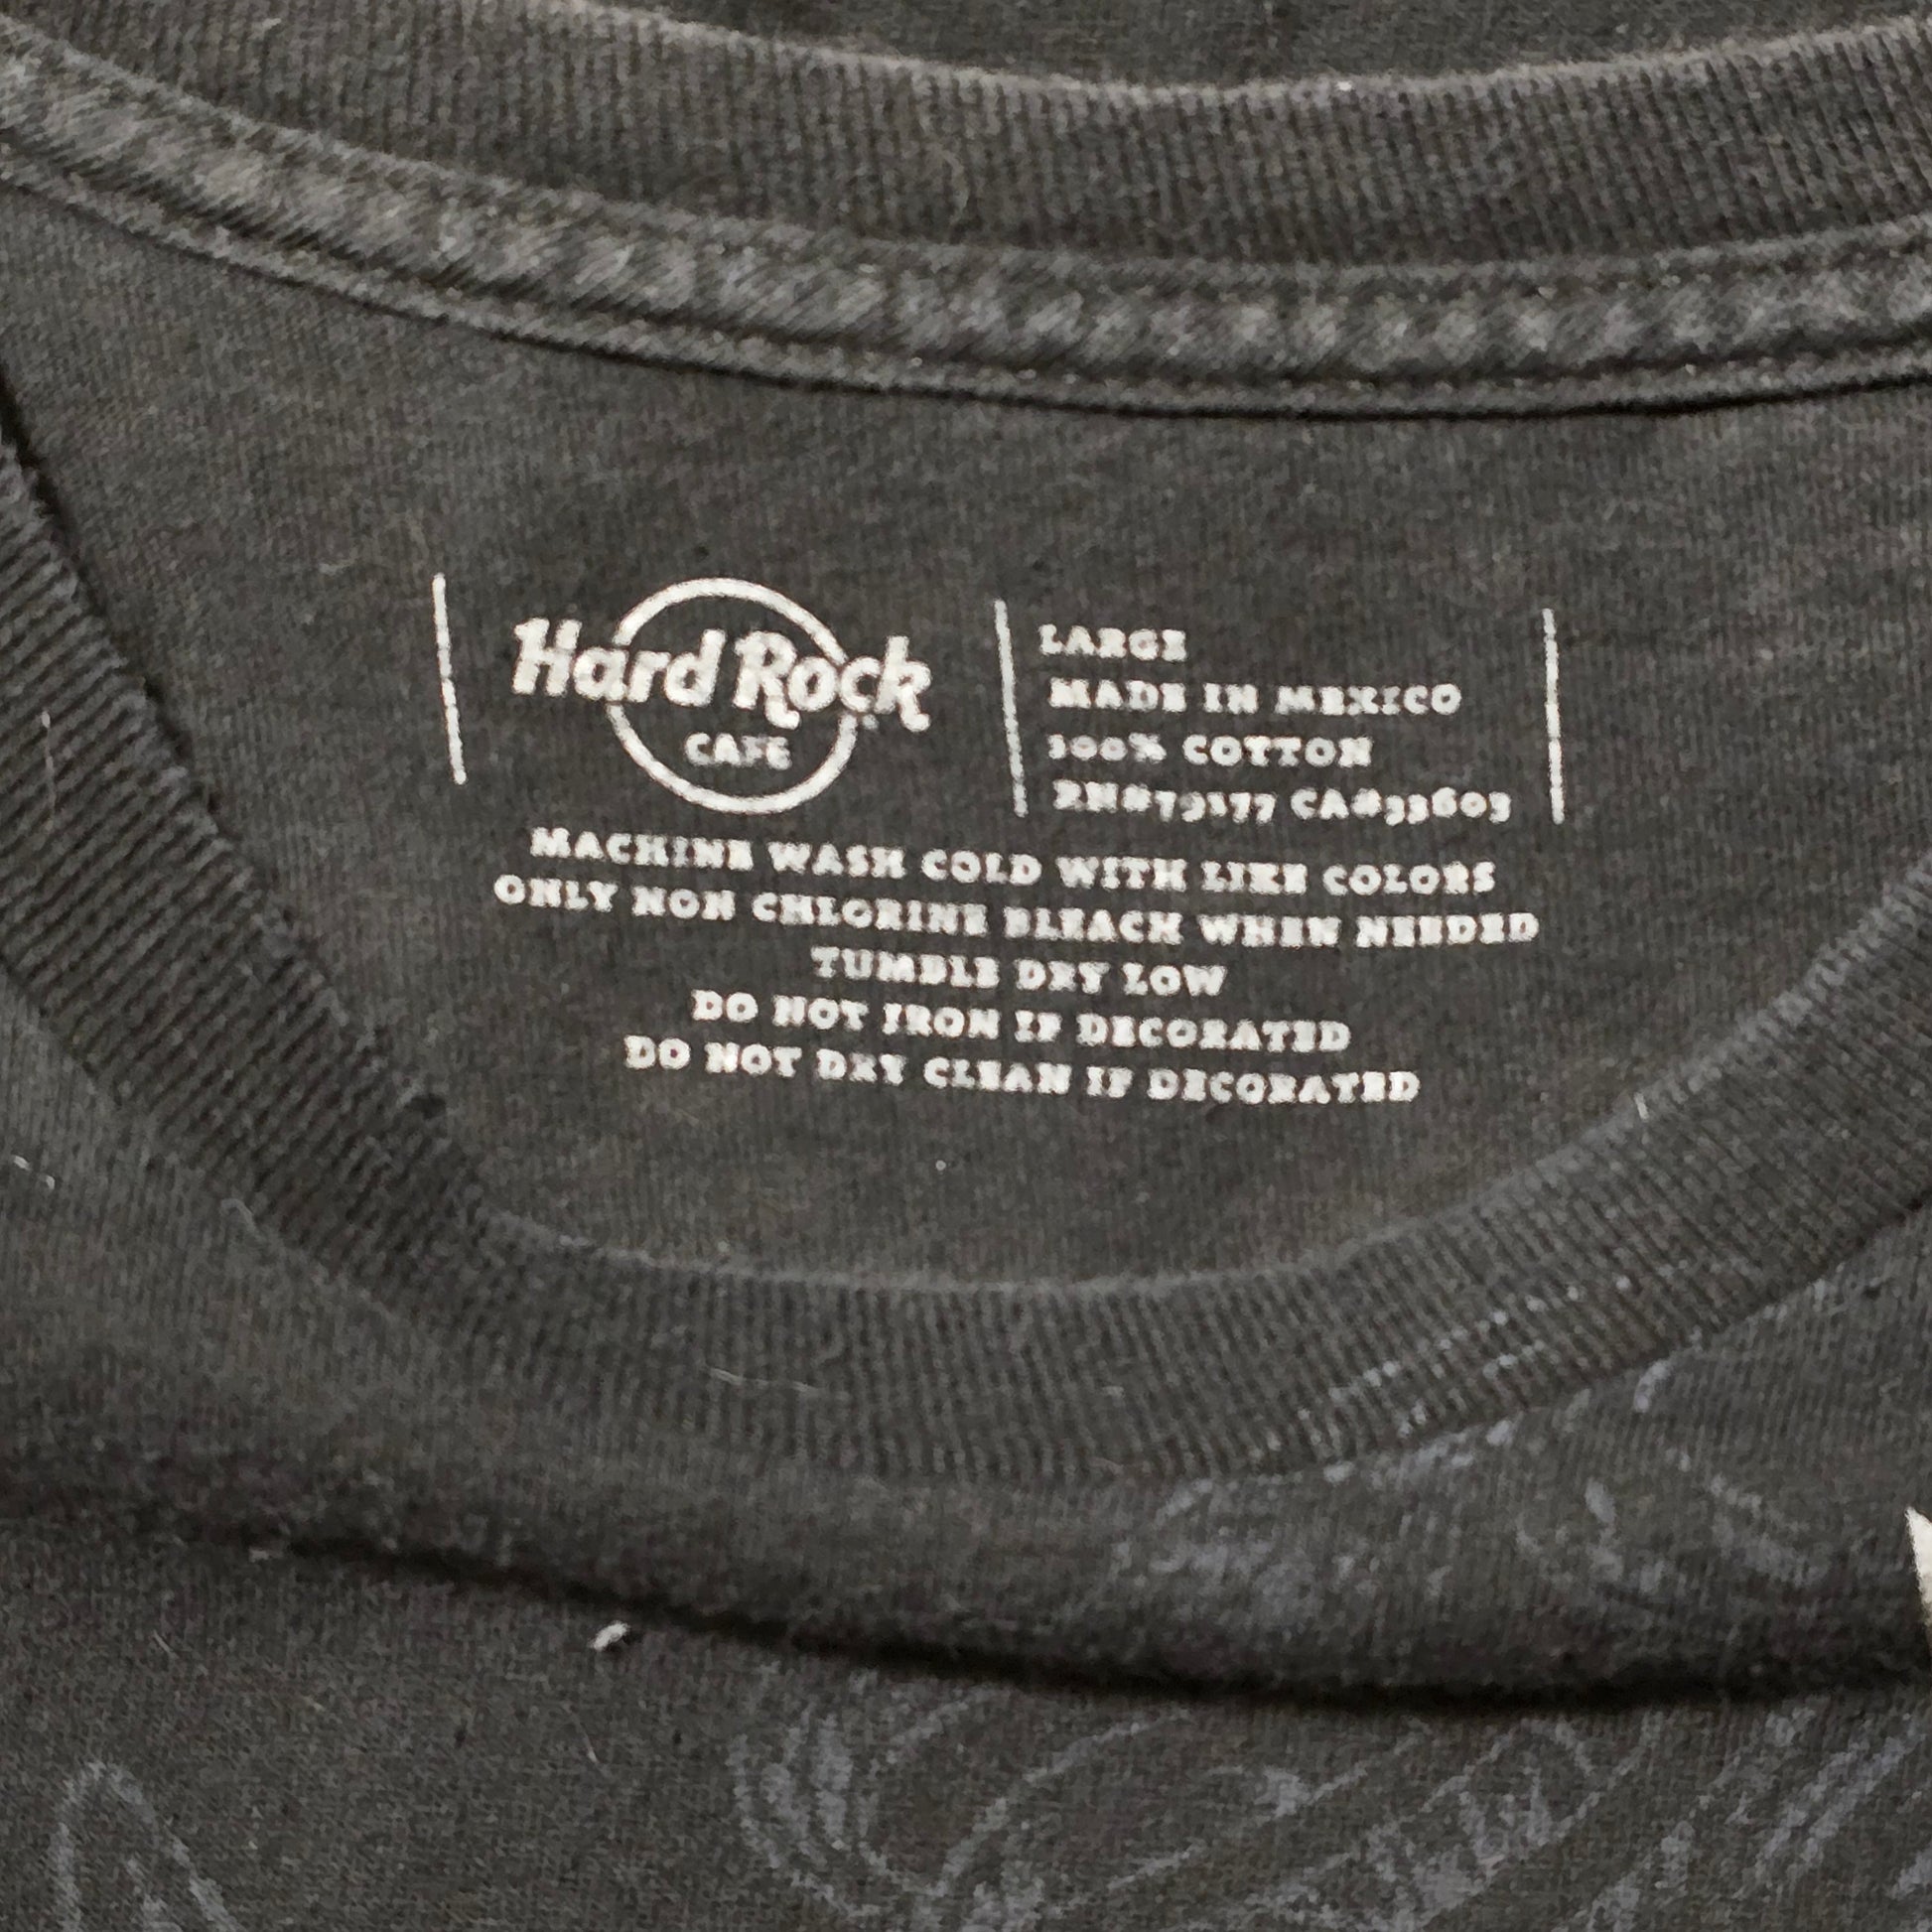 Hard Rock
CAFE
LARGE
MADE IN MEXICO
100% COTTON
RN#79177 CA#33603
MACHINE WASH COLD WITH LIKE COLORS
ONLY NON CHLORINE BLEACH WHEN NEEDED
TUMBLE DRY LOW
DO NOT IRON IF DECORATED
DO NOT DRY CLEAN IF DECORATED